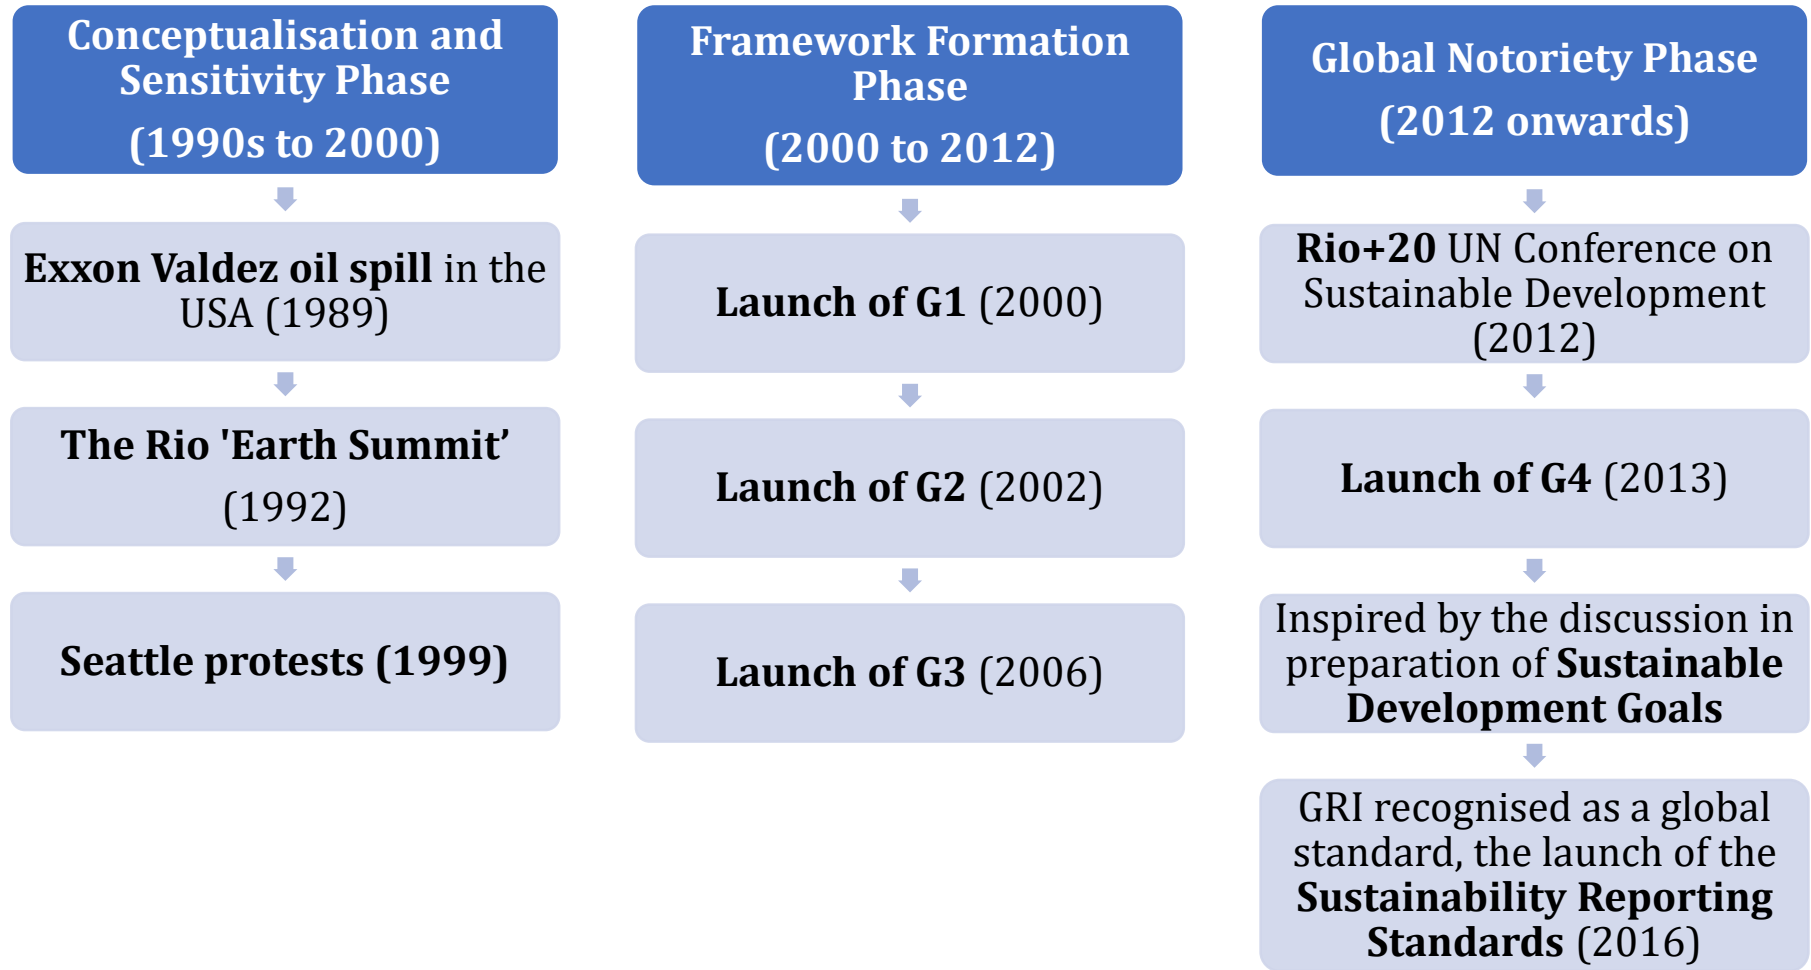 Conceptualisation and
Sensitivity Phase
(1990s to 2000)
Exxon Valdez oil spill in the
USA (1989)
The Rio 'Earth Summit’
(1992)
Seattle protests (1999)
Framework Formation
Phase
(2000 to 2012)
Launch of G1 (2000)
Launch of G2 (2002)
Launch of G3 (2006)
Global Notoriety Phase
(2012 onwards)
Rio+20 UN Conference on
Sustainable Development
(2012)
Launch of G4 (2013)
Inspired by the discussion in
preparation of Sustainable
Development Goals
GRI recognised as a global
standard, the launch of the
Sustainability Reporting
Standards (2016)